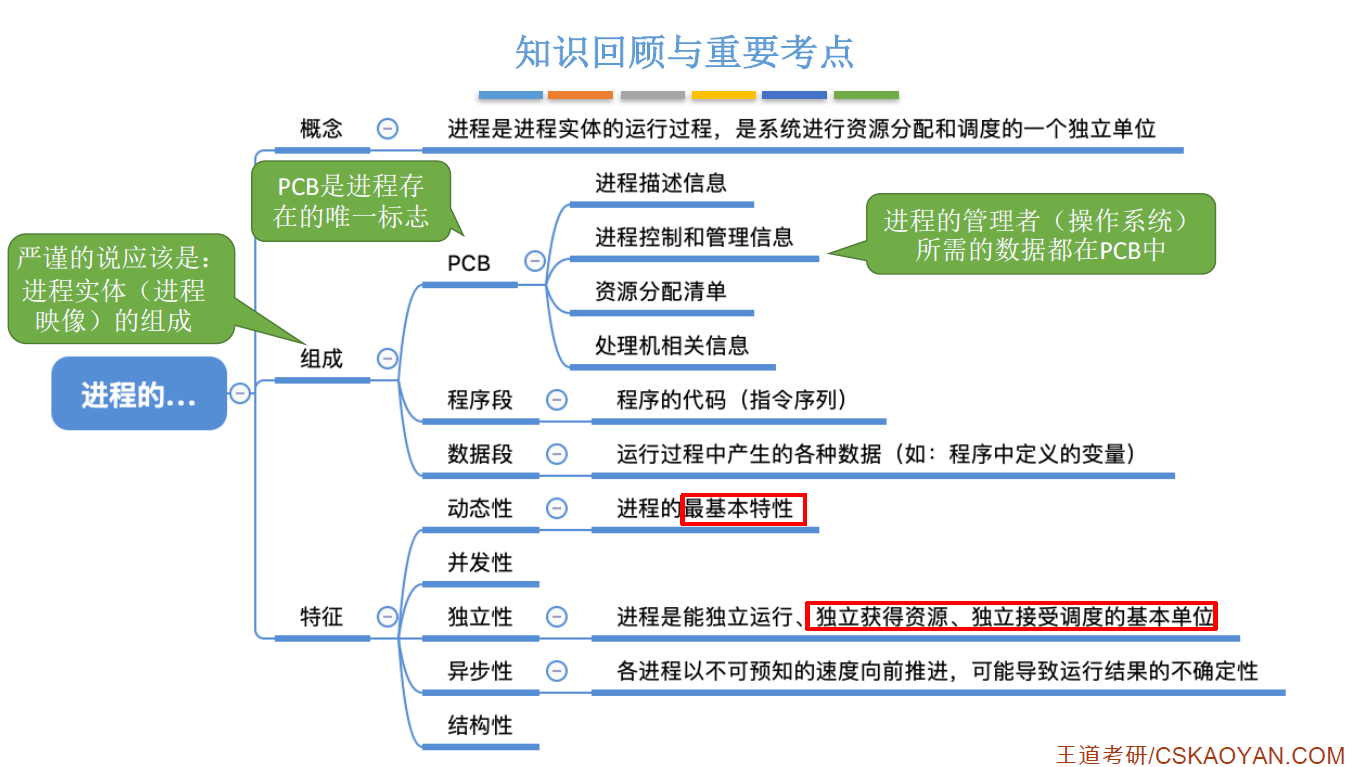 知识回顾与重要考点
概念
进程是进程实体的运行过程，是系统进行资源分配和调度的一个独立单位
PCB是进程存
在的唯一标志
进程描述信息
进程控制和管理信息
进程的管理者（操作系统）
所需的数据都在PCB中
严谨的说应该是：
进程实体（进程
映像）的组成
PCB
资源分配清单
处理机相关信息
组成
进程的...
程序段
程序的代码（指令序列）
数据段
运行过程中产生的各种数据（如：程序中定义的变量）
动态性
进程的最基本特性
并发性
特征
独立性
进程是能独立运行、独立获得资源、独立接受调度的基本单位
异步性
各进程以不可预知的速度向前推进，可能导致运行结果的不确定性
结构性
王道考研/CSKAOYAN.COM